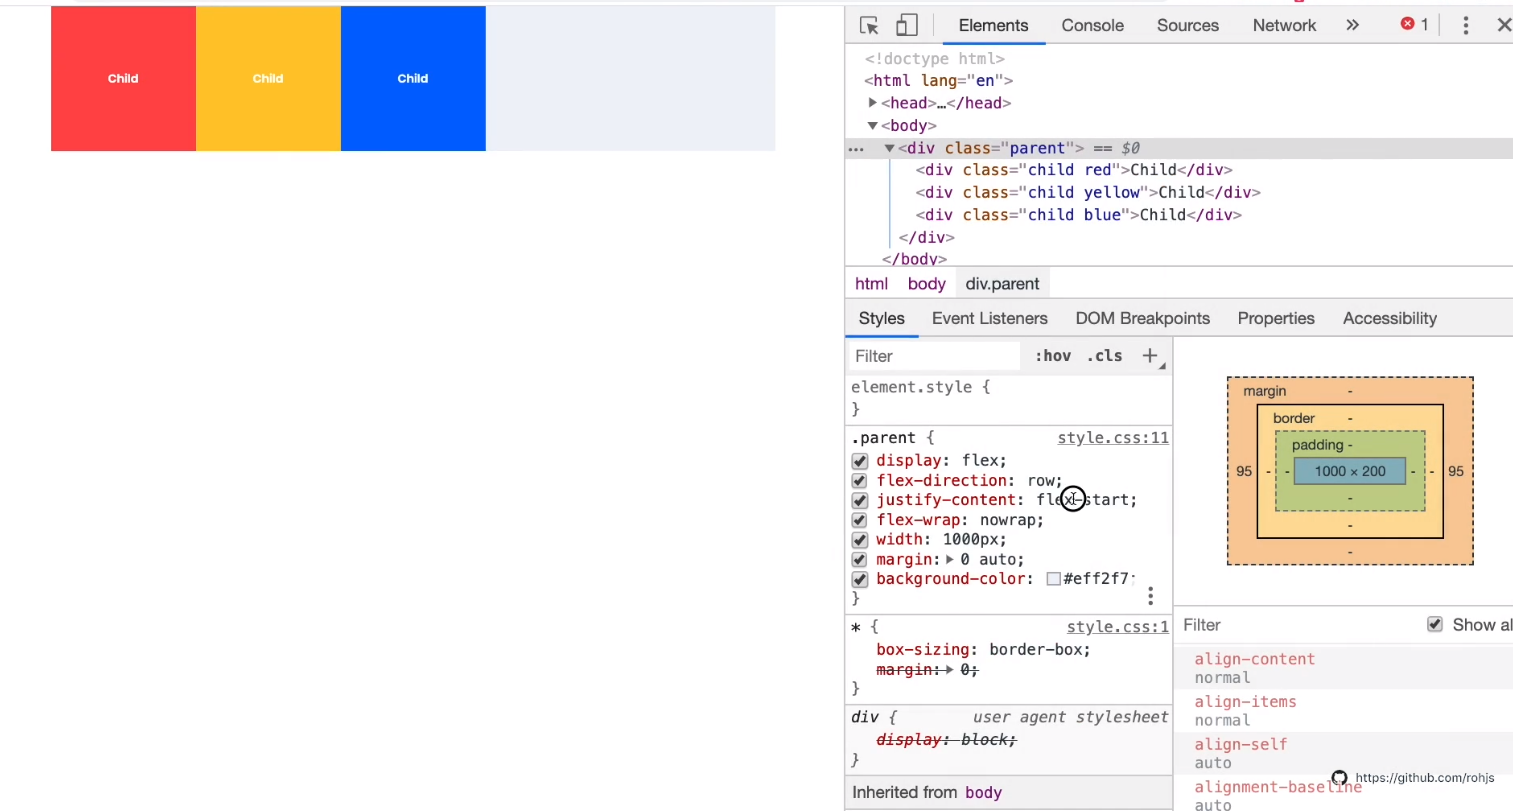 Child Child Child
Elements Console Sources Network » 1
<!doctype html>
<html lang="en">
<head>…</head>
<body>
<div class="parent"> == $0
<div class="child red">Child</div>
<div class="child yellow">Child</div>
<div class="child blue">Child</div>
</div>
</body>
html body div.parent
Styles Event Listeners DOM Breakpoints Properties Accessibility
Filter :hov .cls +
element.style {
}
.parent { style.css:11
display: flex;
flex-direction: row;
justify-content: flex-start;
flex-wrap: nowrap;
width: 1000px;
margin: 0 auto;
background-color: #eff2f7;
}
* { style.css:1
box-sizing: border-box;
margin: 0;
}
div { user agent stylesheet
display: block;
}
Inherited from body
margin -
border -
padding -
95 - - 1000 × 200 - - 95
-
-
-
Filter Show al
align-content
normal
align-items
normal
align-self
auto
alignment-baseline
auto
https://github.com/rohjs